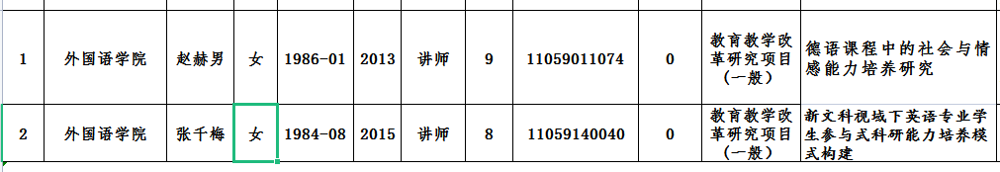 1 外国语学院 赵赫男 女 1986-01 2013 讲师 9 11059011074 0 教育教学改革研究项目(一般) 德语课程中的社会与情感能力培养研究
2 外国语学院 张千梅 女 1984-08 2015 讲师 8 11059140040 0 教育教学改革研究项目(一般) 新文科视域下英语专业学生参与式科研能力培养模式构建